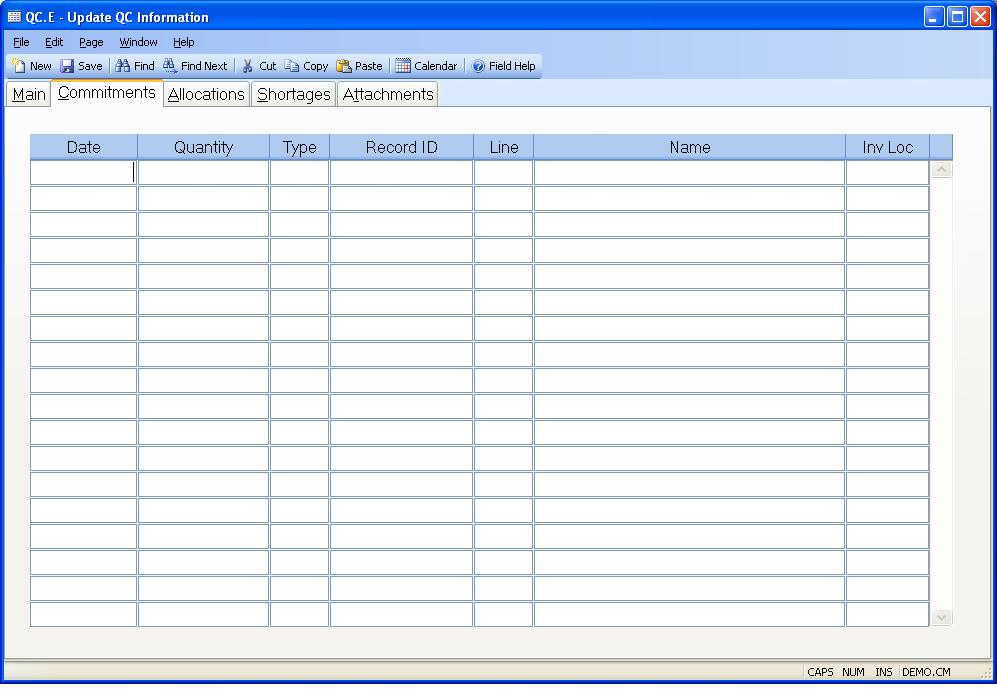 QC.E - Update QC Information
File Edit Page Window Help
New Save Find Find Next Cut Copy Paste Calendar Field Help
Main Commitments Allocations Shortages Attachments
Date Quantity Type Record ID Line Name Inv Loc
CAPS NUM INS DEMO.CM